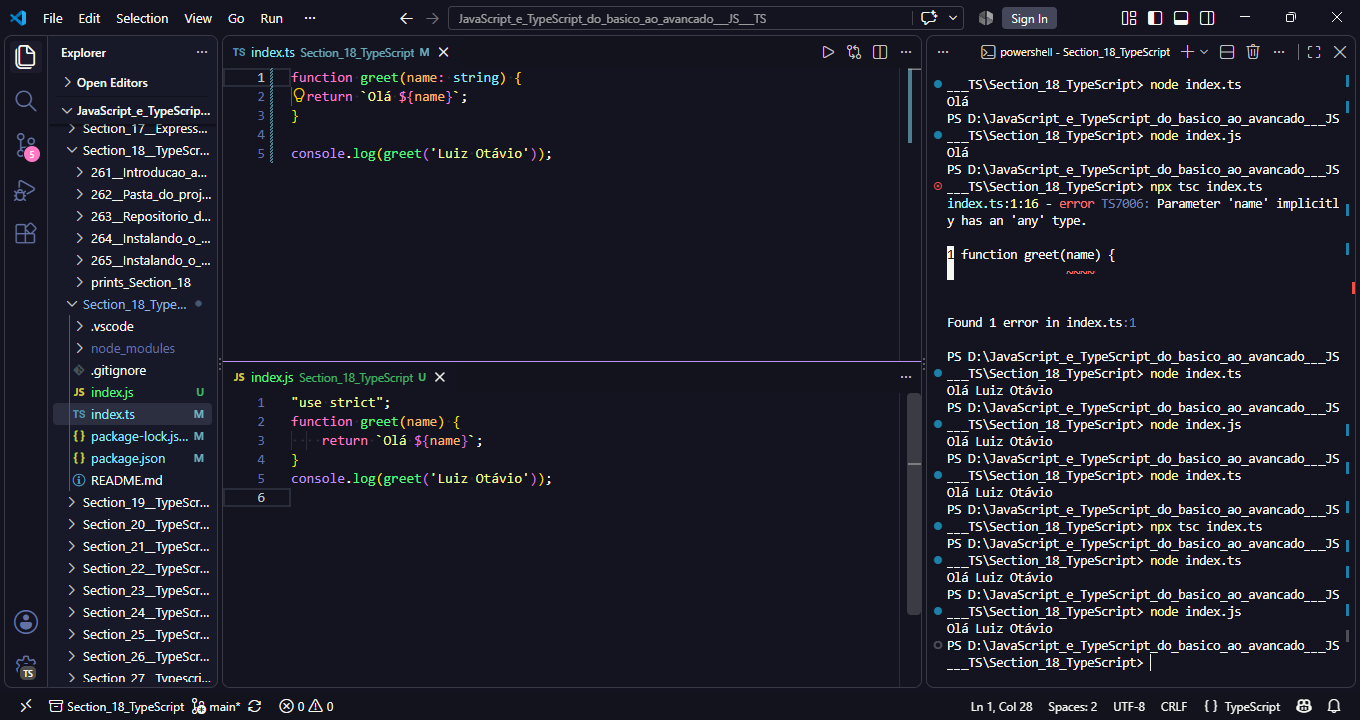 File Edit Selection View Go Run ··· JavaScript_e_TypeScript_do_basico_ao_avancado___JS___TS Sign In
Explorer ···
Open Editors
JavaScript_e_TypeScrip...
Section_17__Express...
Section_18__TypeScr...
261__Introducao_a...
262__Pasta_do_proj...
263__Repositorio_d...
264__Instalando_o_...
265__Instalando_o_...
prints_Section_18
Section_18_Type...
.vscode
node_modules
.gitignore
JS index.js U
TS index.ts M
{} package-lock.js... M
{} package.json M
README.md
Section_19__TypeScr...
Section_20__TypeScr...
Section_21__TypeScr...
Section_22__TypeScr...
Section_23__TypeScr...
Section_24__TypeScr...
Section_25__TypeScr...
Section_26__TypeScr...
Section_27__Typescri...
5
TS
TS index.ts Section_18_TypeScript M
1 function greet(name: string) {
2 return `Olá ${name}`;
3 }
4
5 console.log(greet('Luiz Otávio'));
JS index.js Section_18_TypeScript U
1 "use strict";
2 function greet(name) {
3 return `Olá ${name}`;
4 }
5 console.log(greet('Luiz Otávio'));
6
powershell - Section_18_TypeScript
___TS\Section_18_TypeScript> node index.ts
Olá
PS D:\JavaScript_e_TypeScript_do_basico_ao_avancado___JS
___TS\Section_18_TypeScript> node index.js
Olá
PS D:\JavaScript_e_TypeScript_do_basico_ao_avancado___JS
___TS\Section_18_TypeScript> npx tsc index.ts
index.ts:1:16 - error TS7006: Parameter 'name' implicitl
y has an 'any' type.
1 function greet(name) {
~~~~
Found 1 error in index.ts:1
PS D:\JavaScript_e_TypeScript_do_basico_ao_avancado___JS
___TS\Section_18_TypeScript> node index.ts
Olá Luiz Otávio
PS D:\JavaScript_e_TypeScript_do_basico_ao_avancado___JS
___TS\Section_18_TypeScript> node index.js
Olá Luiz Otávio
PS D:\JavaScript_e_TypeScript_do_basico_ao_avancado___JS
___TS\Section_18_TypeScript> node index.ts
Olá Luiz Otávio
PS D:\JavaScript_e_TypeScript_do_basico_ao_avancado___JS
___TS\Section_18_TypeScript> npx tsc index.ts
PS D:\JavaScript_e_TypeScript_do_basico_ao_avancado___JS
___TS\Section_18_TypeScript> node index.ts
Olá Luiz Otávio
PS D:\JavaScript_e_TypeScript_do_basico_ao_avancado___JS
___TS\Section_18_TypeScript> node index.js
Olá Luiz Otávio
PS D:\JavaScript_e_TypeScript_do_basico_ao_avancado___JS
___TS\Section_18_TypeScript>
Section_18_TypeScript main* 0 0 Ln 1, Col 28 Spaces: 2 UTF-8 CRLF {} TypeScript